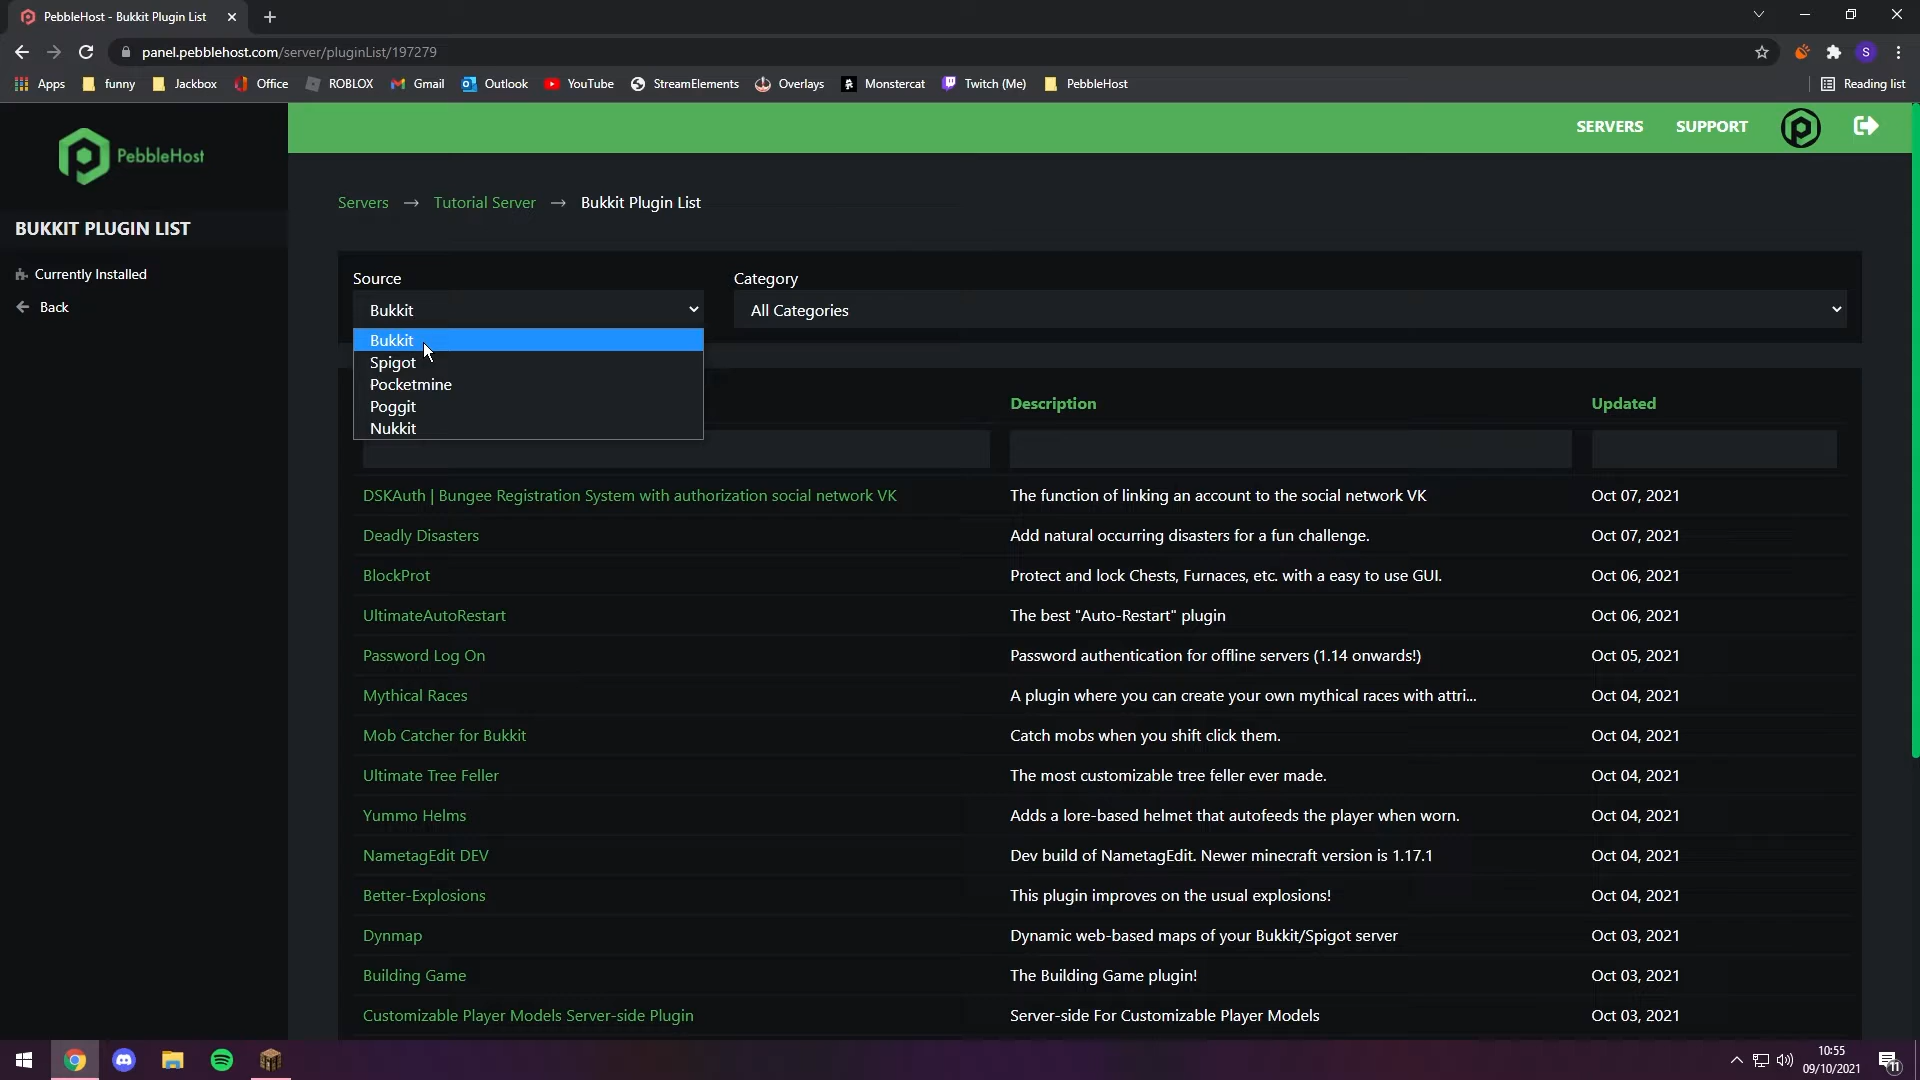 PebbleHost - Bukkit Plugin List
panel.pebblehost.com/server/pluginList/197279
S
Apps funny Jackbox Office ROBLOX Gmail Outlook YouTube StreamElements Overlays Monstercat Twitch (Me) PebbleHost Reading list
PebbleHost
SERVERS SUPPORT
BUKKIT PLUGIN LIST
Currently Installed
Back
Servers → Tutorial Server → Bukkit Plugin List
Source Category
Bukkit All Categories
Bukkit
Spigot
Pocketmine
Poggit
Nukkit
Description Updated
DSKAuth | Bungee Registration System with authorization social network VK The function of linking an account to the social network VK Oct 07, 2021
Deadly Disasters Add natural occurring disasters for a fun challenge. Oct 07, 2021
BlockProt Protect and lock Chests, Furnaces, etc. with a easy to use GUI. Oct 06, 2021
UltimateAutoRestart The best "Auto-Restart" plugin Oct 06, 2021
Password Log On Password authentication for offline servers (1.14 onwards!) Oct 05, 2021
Mythical Races A plugin where you can create your own mythical races with attri... Oct 04, 2021
Mob Catcher for Bukkit Catch mobs when you shift click them. Oct 04, 2021
Ultimate Tree Feller The most customizable tree feller ever made. Oct 04, 2021
Yummo Helms Adds a lore-based helmet that autofeeds the player when worn. Oct 04, 2021
NametagEdit DEV Dev build of NametagEdit. Newer minecraft version is 1.17.1 Oct 04, 2021
Better-Explosions This plugin improves on the usual explosions! Oct 04, 2021
Dynmap Dynamic web-based maps of your Bukkit/Spigot server Oct 03, 2021
Building Game The Building Game plugin! Oct 03, 2021
Customizable Player Models Server-side Plugin Server-side For Customizable Player Models Oct 03, 2021
10:55
09/10/2021
11